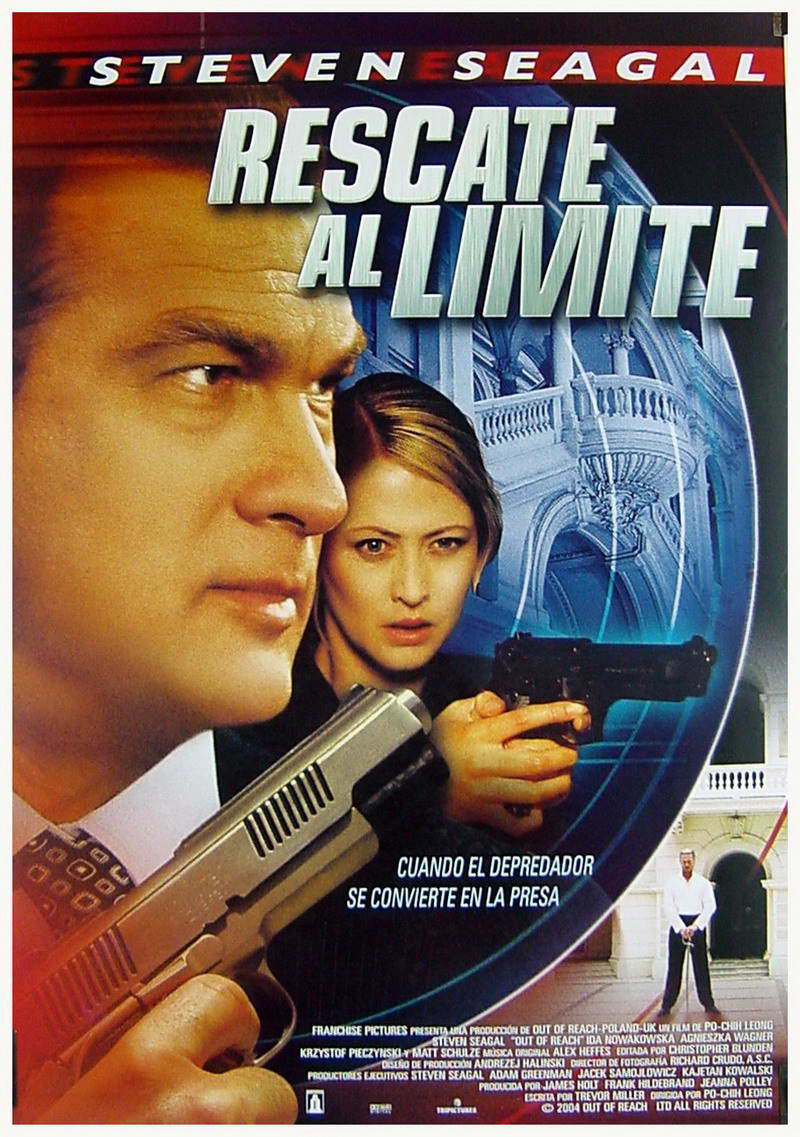 STEVEN SEAGAL
RESCATE
AL LIMITE
CUANDO EL DEPREDADOR
SE CONVIERTE EN LA PRESA
FRANCHISE PICTURES PRESENTA UNA PRODUCCIÓN DE OUT OF REACH-POLAND-UK UN FILM DE PO-CHIH LEONG
STEVEN SEAGAL "OUT OF REACH" IDA NOWAKOWSKA AGNIESZKA WAGNER
KRZYSTOF PIECZYNSKI Y MATT SCHULZE MÚSICA ORIGINAL ALEX HEFFES EDITADA POR CHRISTOPHER BLUNDEN
DISEÑO DE PRODUCCIÓN ANDREZEJ HALINSKI DIRECTOR DE FOTOGRAFÍA RICHARD CRUDO, A.S.C.
PRODUCTORES EJECUTIVOS STEVEN SEAGAL ADAM GREENMAN JACEK SAMOJLOWICZ KAJETAN KOWALSKI
PRODUCIDA POR JAMES HOLT FRANK HILDEBRAND JEANNA POLLEY
ESCRITA POR TREVOR MILLER DIRIGIDA POR PO-CHIH LEONG
© 2004 OUT OF REACH LTD ALL RIGHTS RESERVED
TRIPICTURES